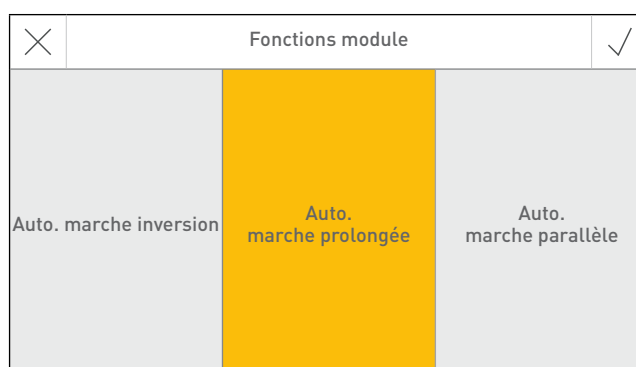 Fonctions module
Auto. marche inversion
Auto.
marche prolongée
Auto.
marche parallèle